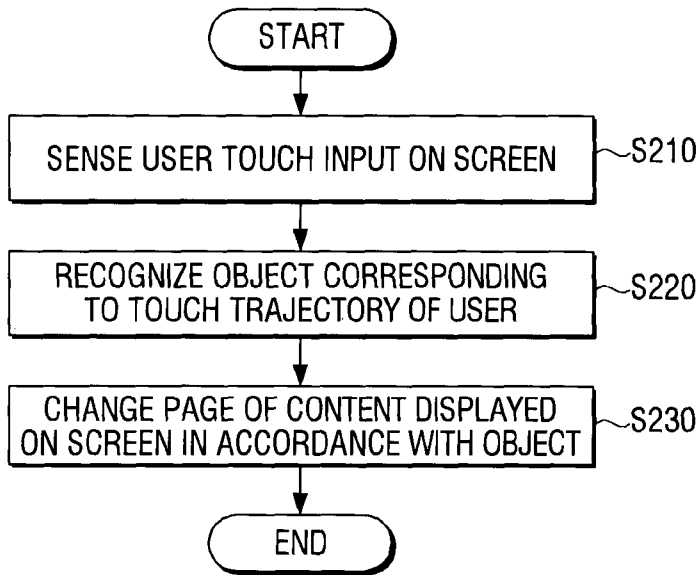 START
SENSE USER TOUCH INPUT ON SCREEN
S210
RECOGNIZE OBJECT CORRESPONDING
TO TOUCH TRAJECTORY OF USER
S220
CHANGE PAGE OF CONTENT DISPLAYED
ON SCREEN IN ACCORDANCE WITH OBJECT
S230
END